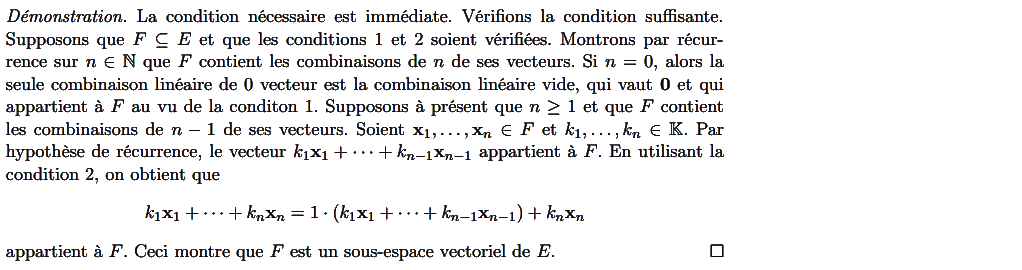 Démonstration. La condition nécessaire est immédiate. Vérifions la condition suffisante.
Supposons que F ⊆ E et que les conditions 1 et 2 soient vérifiées. Montrons par récur-
rence sur n ∈ ℕ que F contient les combinaisons de n de ses vecteurs. Si n = 0, alors la
seule combinaison linéaire de 0 vecteur est la combinaison linéaire vide, qui vaut 0 et qui
appartient à F au vu de la conditon 1. Supposons à présent que n ≥ 1 et que F contient
les combinaisons de n − 1 de ses vecteurs. Soient x₁, . . . , xₙ ∈ F et k₁, . . . , kₙ ∈ 𝕂. Par
hypothèse de récurrence, le vecteur k₁x₁ + · · · + kₙ₋₁xₙ₋₁ appartient à F. En utilisant la
condition 2, on obtient que
k₁x₁ + · · · + kₙxₙ = 1 · (k₁x₁ + · · · + kₙ₋₁xₙ₋₁) + kₙxₙ
appartient à F. Ceci montre que F est un sous-espace vectoriel de E. □